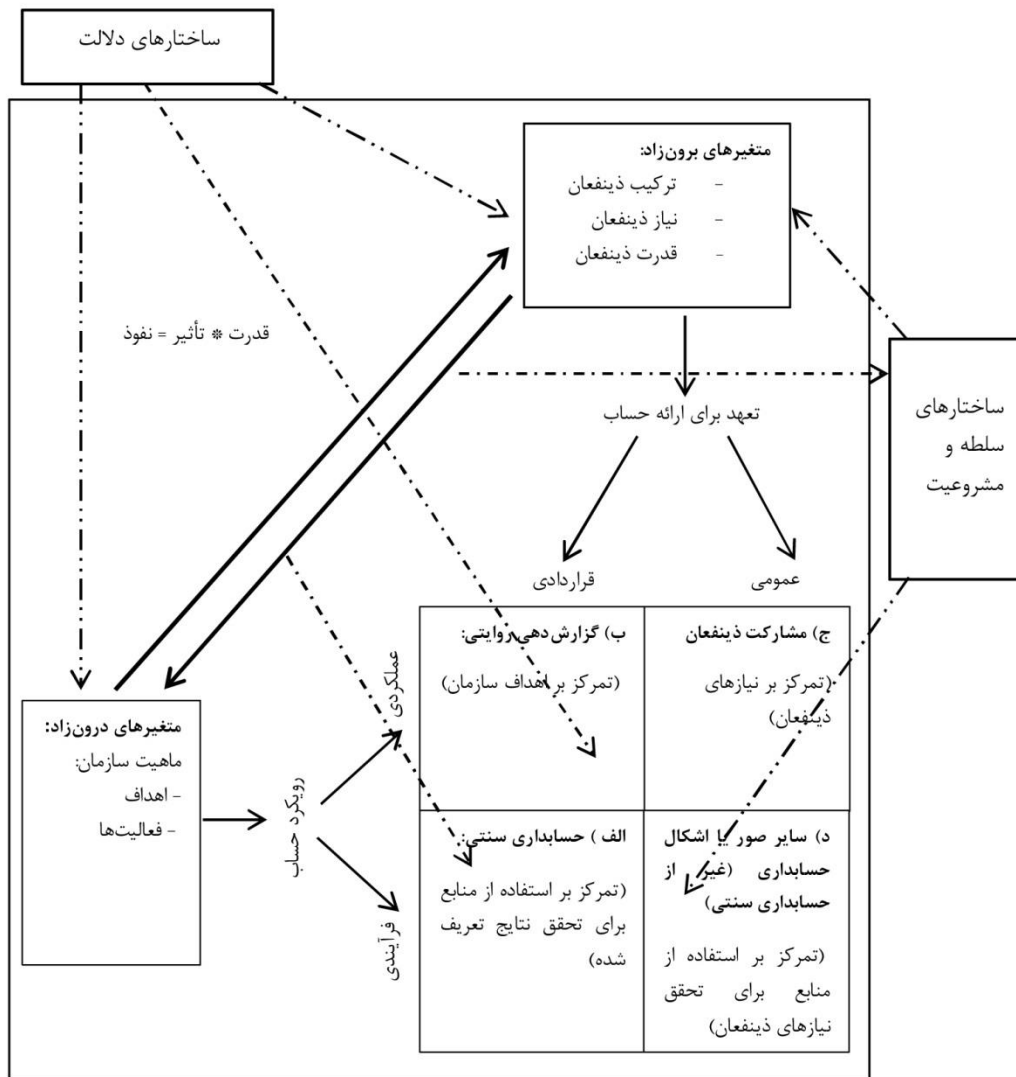 ساختارهای دلالت
متغیرهای برون‌زاد:
- ترکیب ذینفعان
- نیاز ذینفعان
- قدرت ذینفعان
قدرت * تأثیر = نفوذ
ساختارهای
سلطه و
مشروعیت
تعهد برای ارائه حساب
قراردادی
عمومی
ب) گزارش‌دهی روایتی:
(تمرکز بر اهداف سازمان)
ج) مشارکت ذینفعان
(تمرکز بر نیازهای
ذینفعان)
عملکردی
متغیرهای درون‌زاد:
ماهیت سازمان:
- اهداف
- فعالیت‌ها
رویکرد حساب
فرآیندی
الف) حسابداری سنتی:
(تمرکز بر استفاده از منابع
برای تحقق نتایج تعریف
شده)
د) سایر صور یا اشکال
حسابداری (غیر از
حسابداری سنتی)
(تمرکز بر استفاده از
منابع برای تحقق
نیازهای ذینفعان)